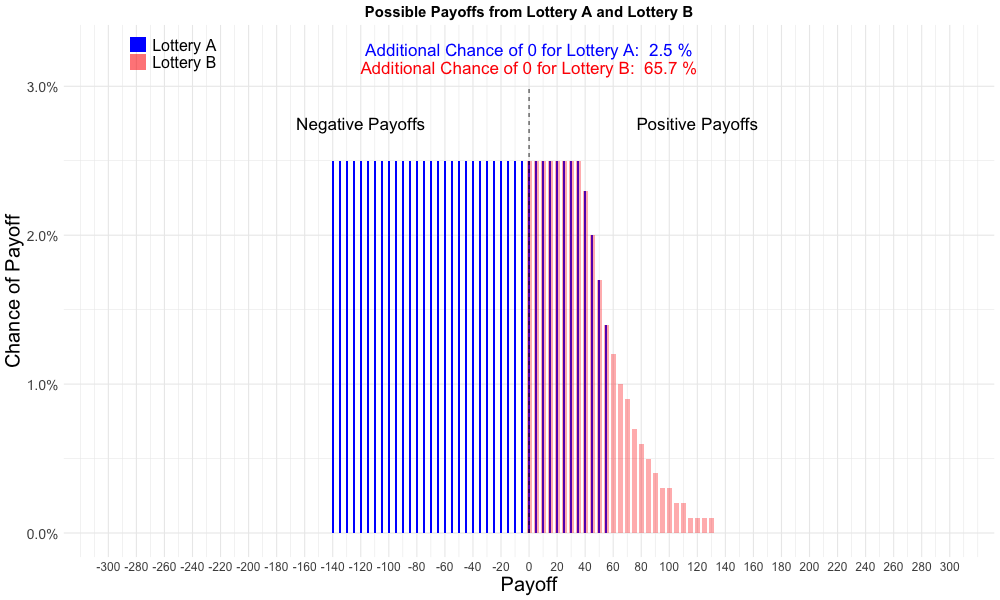 Possible Payoffs from Lottery A and Lottery B
Lottery A
Lottery B
Additional Chance of 0 for Lottery A:  2.5 %
Additional Chance of 0 for Lottery B:  65.7 %
Negative Payoffs
Positive Payoffs
Chance of Payoff
3.0%
2.0%
1.0%
0.0%
-300 -280 -260 -240 -220 -200 -180 -160 -140 -120 -100 -80 -60 -40 -20 0 20 40 60 80 100 120 140 160 180 200 220 240 260 280 300
Payoff